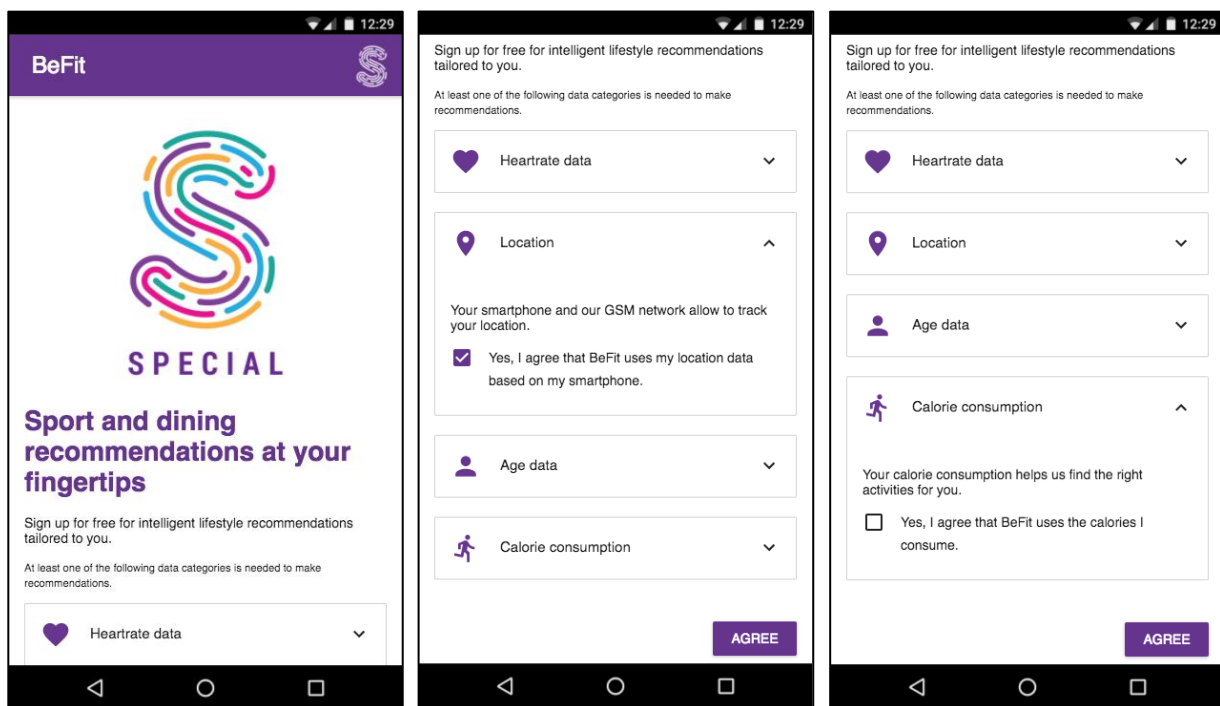 12:29
BeFit
SPECIAL
Sport and dining
recommendations at your
fingertips
Sign up for free for intelligent lifestyle recommendations
tailored to you.
At least one of the following data categories is needed to make
recommendations.
Heartrate data
12:29
Sign up for free for intelligent lifestyle recommendations
tailored to you.
At least one of the following data categories is needed to make
recommendations.
Heartrate data
Location
Your smartphone and our GSM network allow to track
your location.
Yes, I agree that BeFit uses my location data
based on my smartphone.
Age data
Calorie consumption
AGREE
12:29
Sign up for free for intelligent lifestyle recommendations
tailored to you.
At least one of the following data categories is needed to make
recommendations.
Heartrate data
Location
Age data
Calorie consumption
Your calorie consumption helps us find the right
activities for you.
Yes, I agree that BeFit uses the calories I
consume.
AGREE